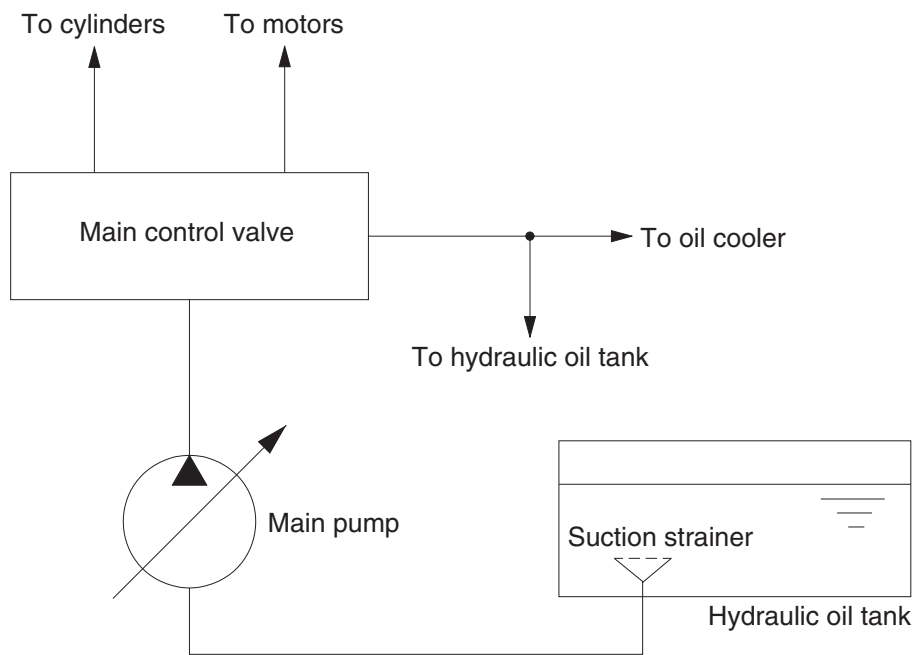 To cylinders
To motors
Main control valve
To oil cooler
To hydraulic oil tank
Main pump
Suction strainer
Hydraulic oil tank